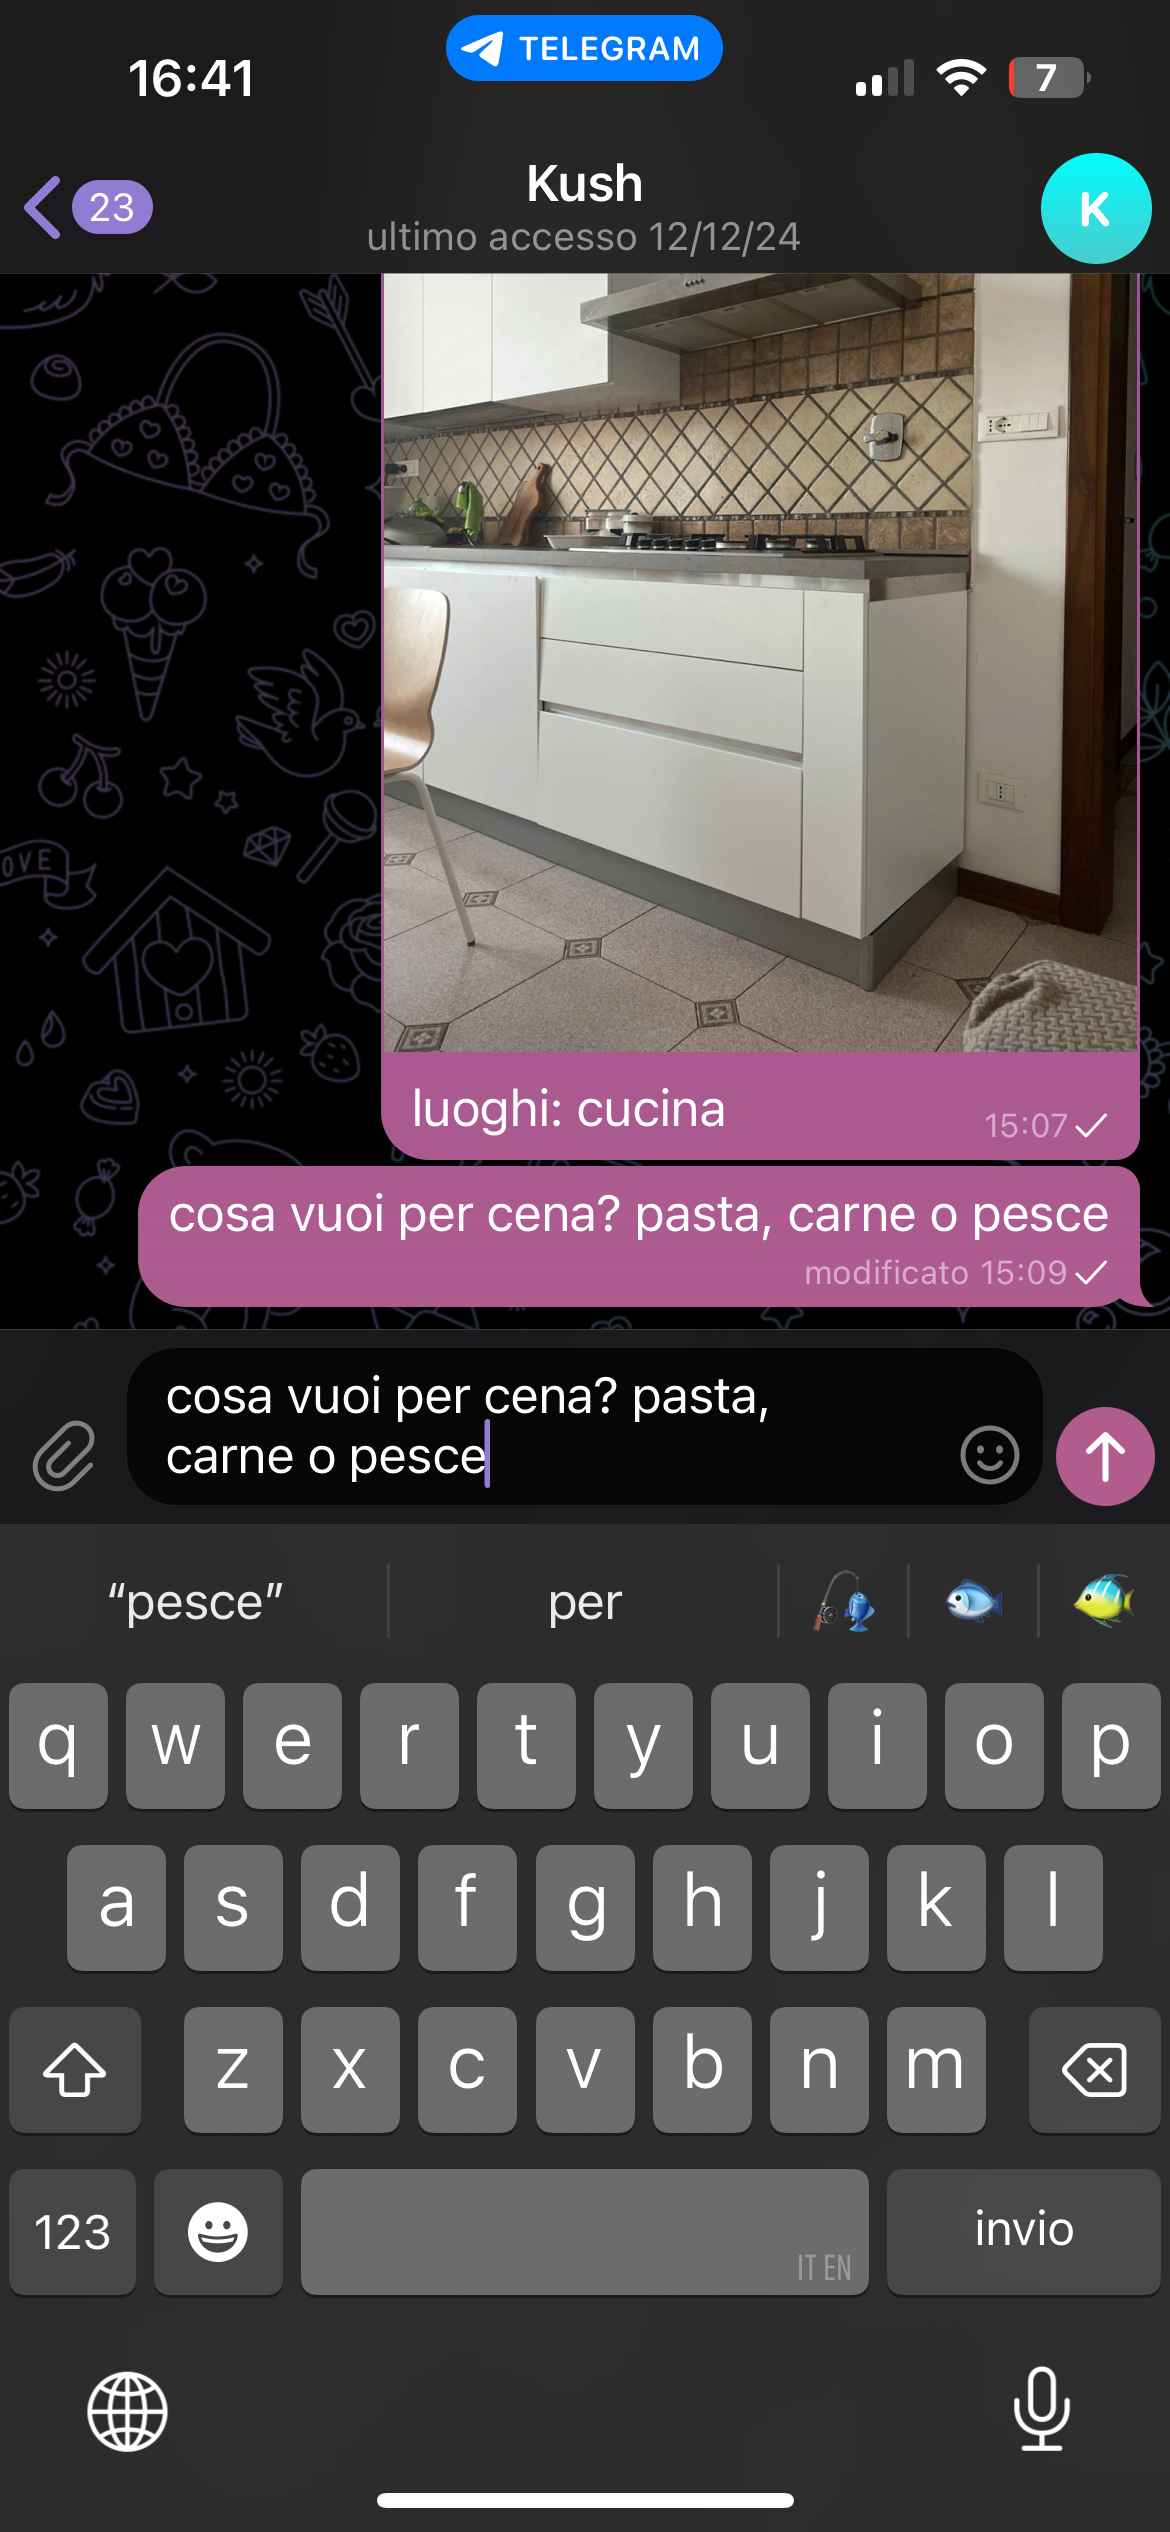 TELEGRAM
16:41
7
23
Kush
ultimo accesso 12/12/24
K
OVE
luoghi: cucina
15:07
cosa vuoi per cena? pasta, carne o pesce
modificato 15:09
cosa vuoi per cena? pasta,
carne o pesce
“pesce”
per
q w e r t y u i o p
a s d f g h j k l
z x c v b n m
123
IT EN
invio